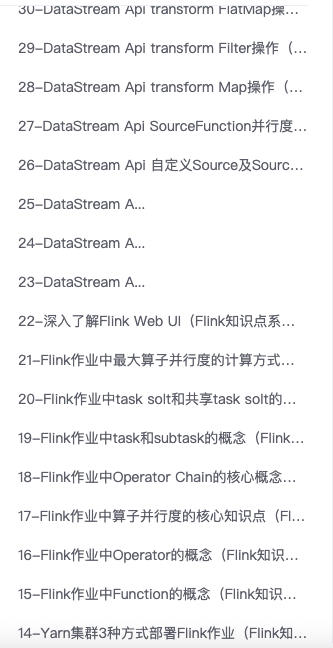 30-DataStream Api transform FlatMap操...
29-DataStream Api transform Filter操作（...
28-DataStream Api transform Map操作（...
27-DataStream Api SourceFunction并行度...
26-DataStream Api 自定义Source及Sourc...
25-DataStream A...
24-DataStream A...
23-DataStream A...
22-深入了解Flink Web UI（Flink知识点系...
21-Flink作业中最大算子并行度的计算方式...
20-Flink作业中task solt和共享task solt的...
19-Flink作业中task和subtask的概念（Flink...
18-Flink作业中Operator Chain的核心概念...
17-Flink作业中算子并行度的核心知识点（Fl...
16-Flink作业中Operator的概念（Flink知识...
15-Flink作业中Function的概念（Flink知识...
14-Yarn集群3种方式部署Flink作业（Flink知...